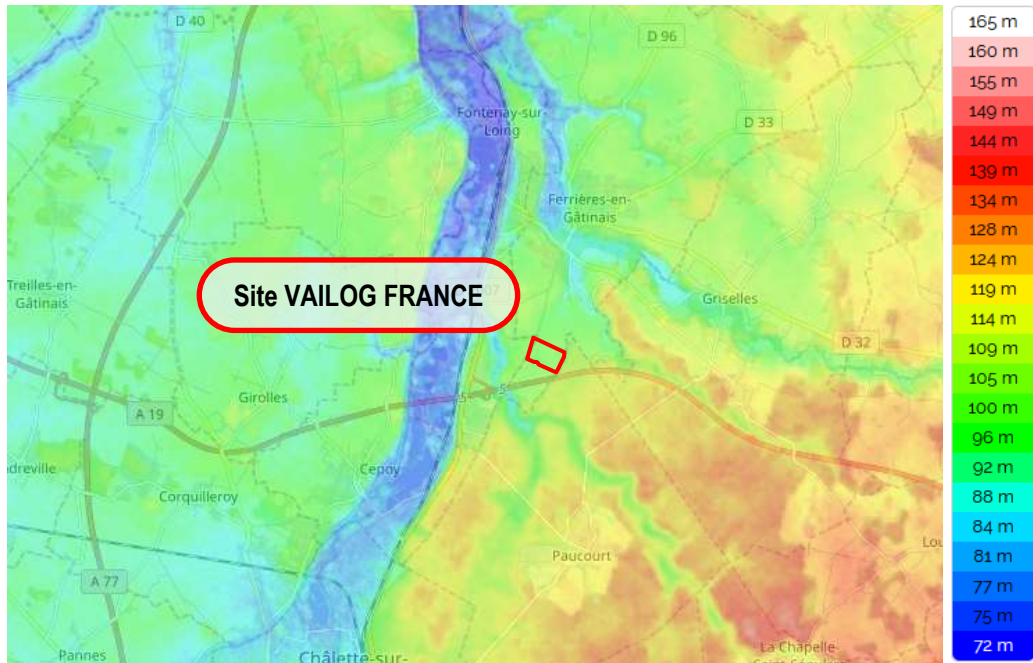 D 40
D 96
Fontenay-sur-
Loing
D 33
Ferrières-en-
Gâtinais
Treilles-en-
Gâtinais
Site VAILOG FRANCE
Griselles
D 32
A 19
Girolles
Cepoy
Corquilleroy
Paucourt
A 77
Pannes
Châlette-sur-
La Chapelle-
165 m
160 m
155 m
149 m
144 m
139 m
134 m
128 m
124 m
119 m
114 m
109 m
105 m
100 m
96 m
92 m
88 m
84 m
81 m
77 m
75 m
72 m